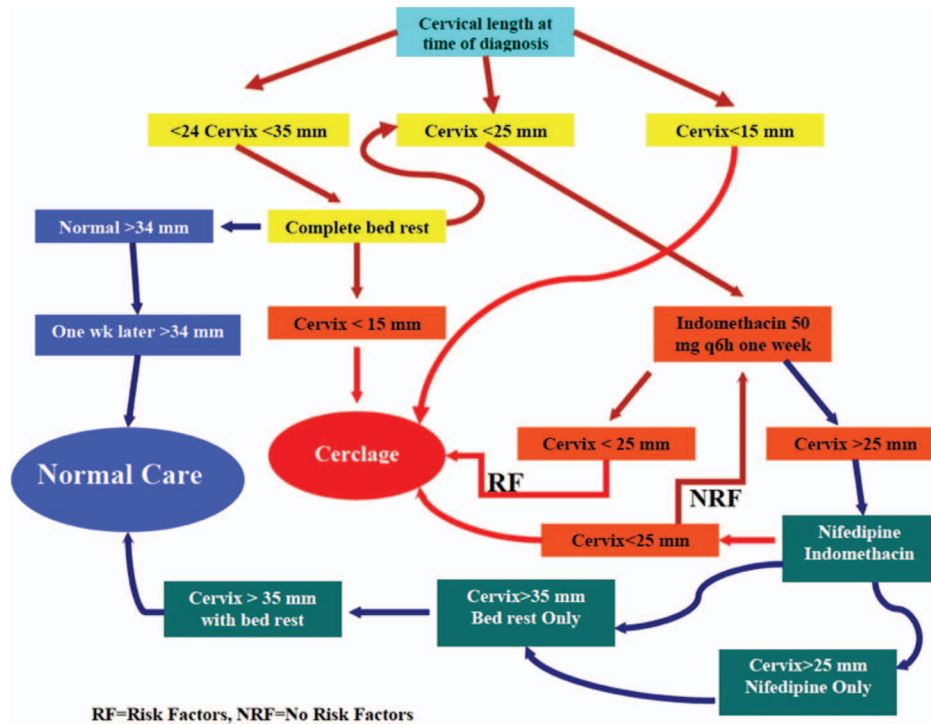 Cervical length at
time of diagnosis
<24 Cervix <35 mm
Cervix <25 mm
Cervix<15 mm
Normal >34 mm
Complete bed rest
One wk later >34 mm
Cervix < 15 mm
Indomethacin 50
mg q6h one week
Normal Care
Cerclage
Cervix < 25 mm
Cervix >25 mm
RF
NRF
Cervix<25 mm
Nifedipine
Indomethacin
Cervix > 35 mm
with bed rest
Cervix>35 mm
Bed rest Only
Cervix>25 mm
Nifedipine Only
RF=Risk Factors, NRF=No Risk Factors